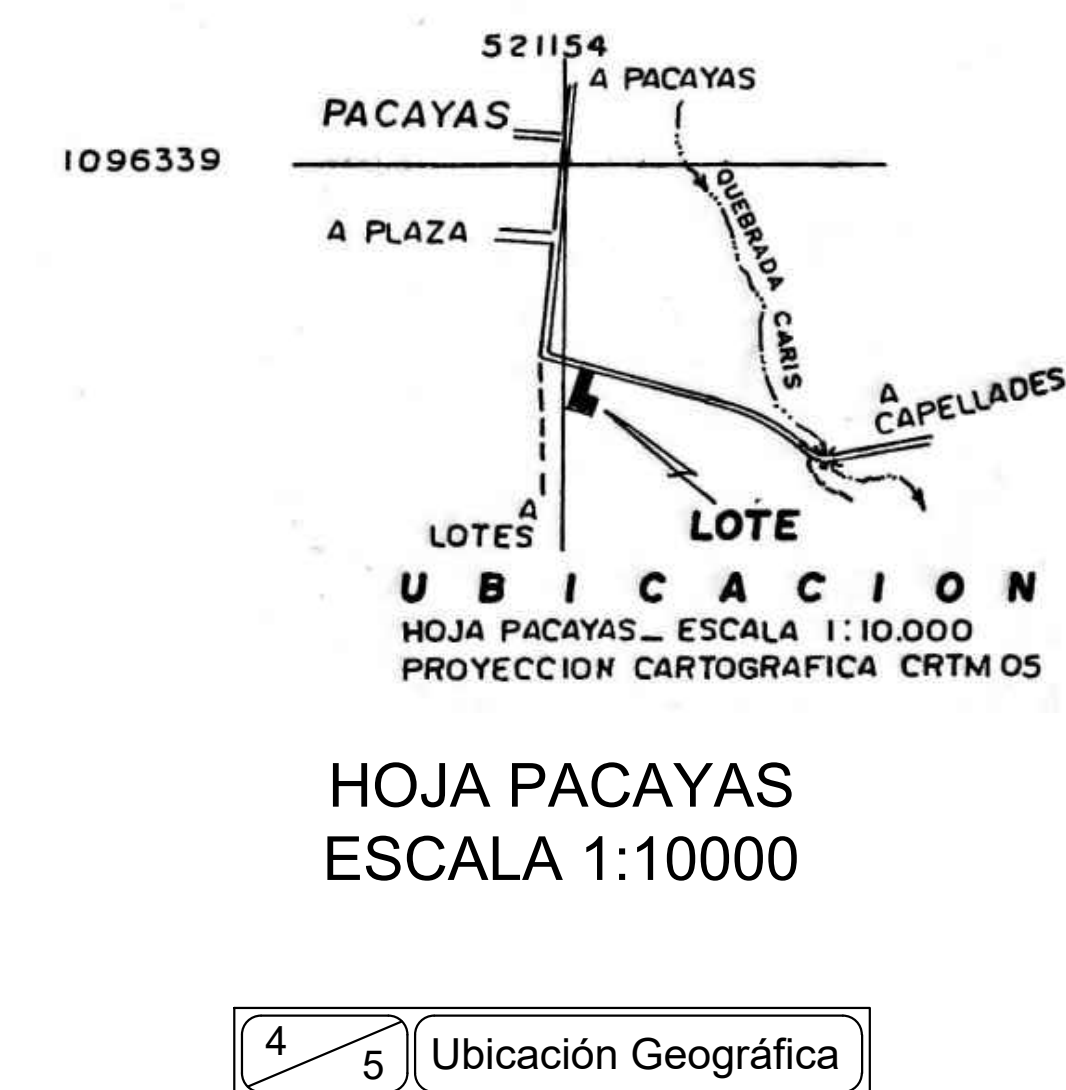 521154
A PACAYAS
PACAYAS
1096339
QUEBRADA CARIS
A PLAZA
A
CAPELLADES
A
LOTES
LOTE
UBICACION
HOJA PACAYAS_ ESCALA 1:10.000
PROYECCION CARTOGRAFICA CRTM 05
HOJA PACAYAS
ESCALA 1:10000
4
5
Ubicación Geográfica